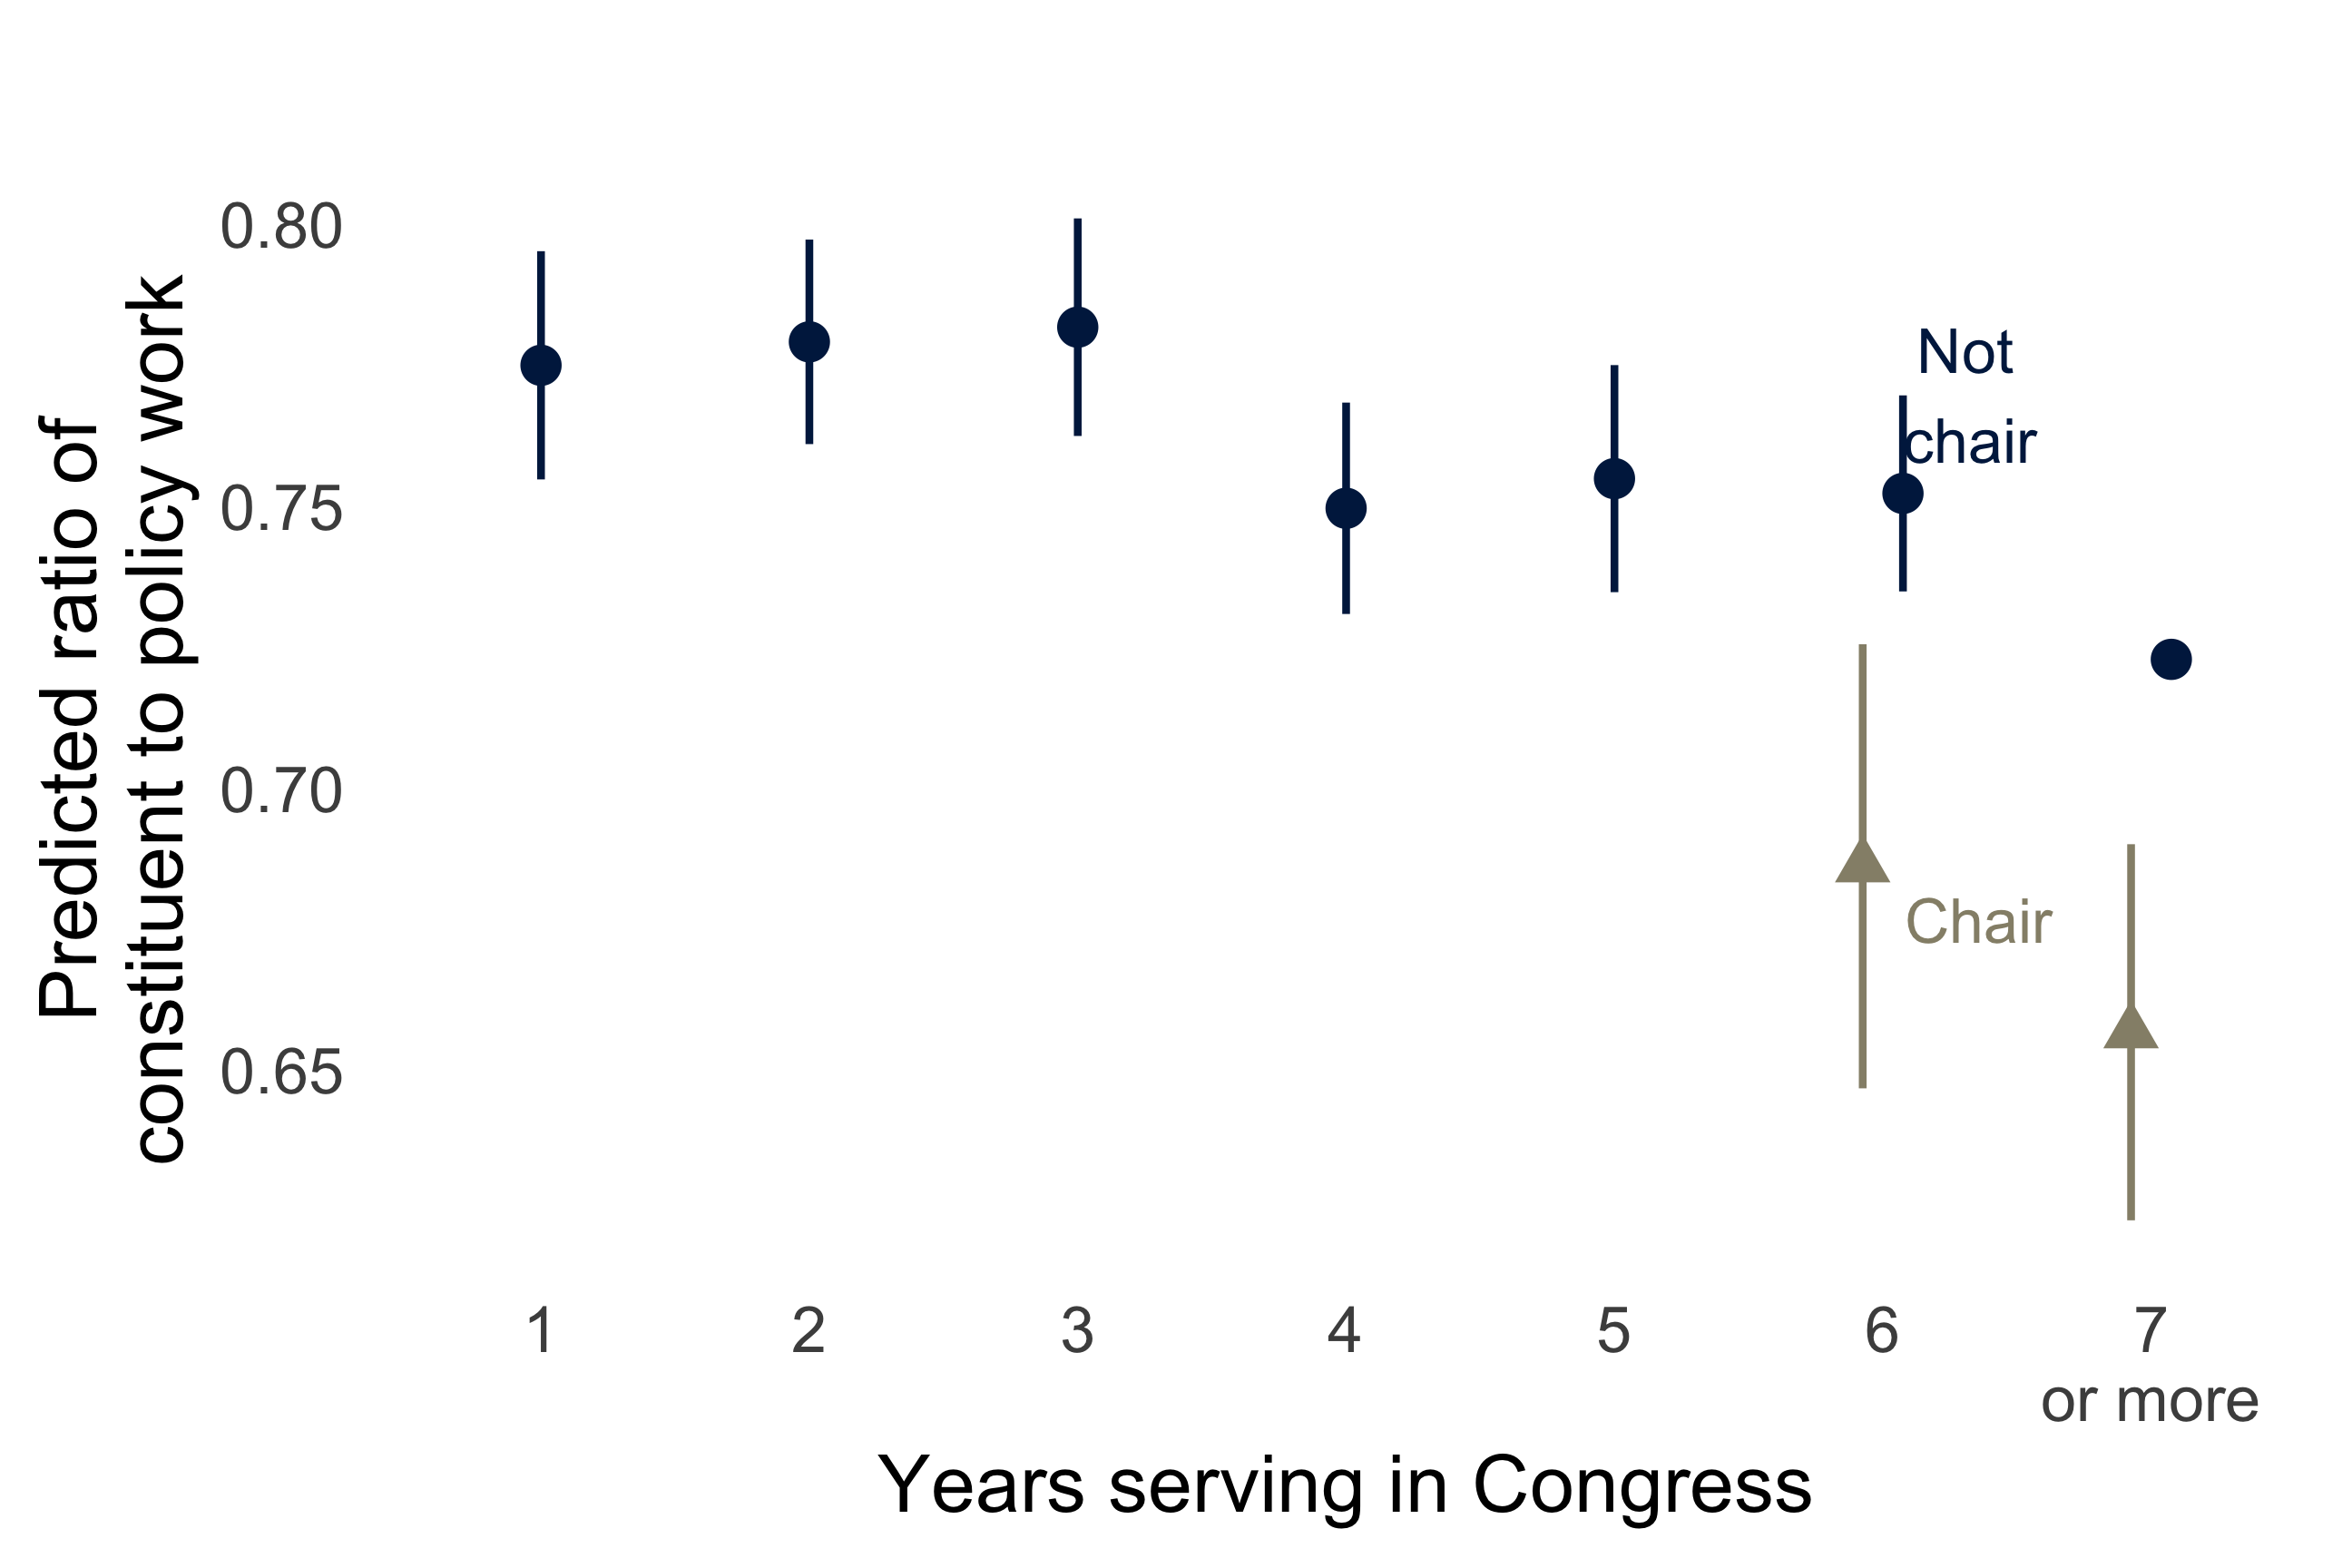 Predicted ratio of
constituent to policy work
0.80
0.75
0.70
0.65
Not
chair
Chair
1
2
3
4
5
6
7
or more
Years serving in Congress